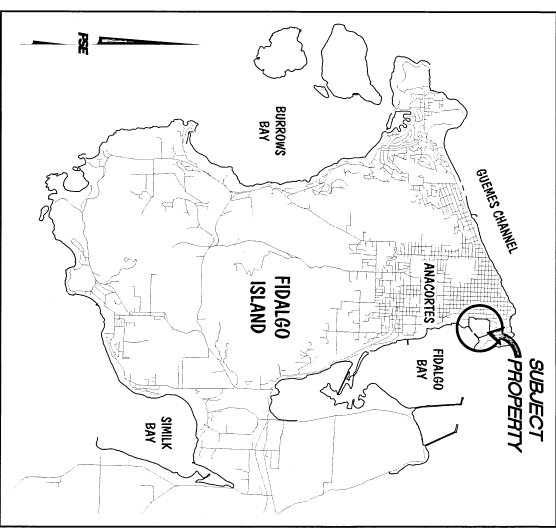 PSE
BURROWS
BAY
GUEMES CHANNEL
ANACORTES
FIDALGO
ISLAND
FIDALGO
BAY
SUBJECT
PROPERTY
SIMILK
BAY